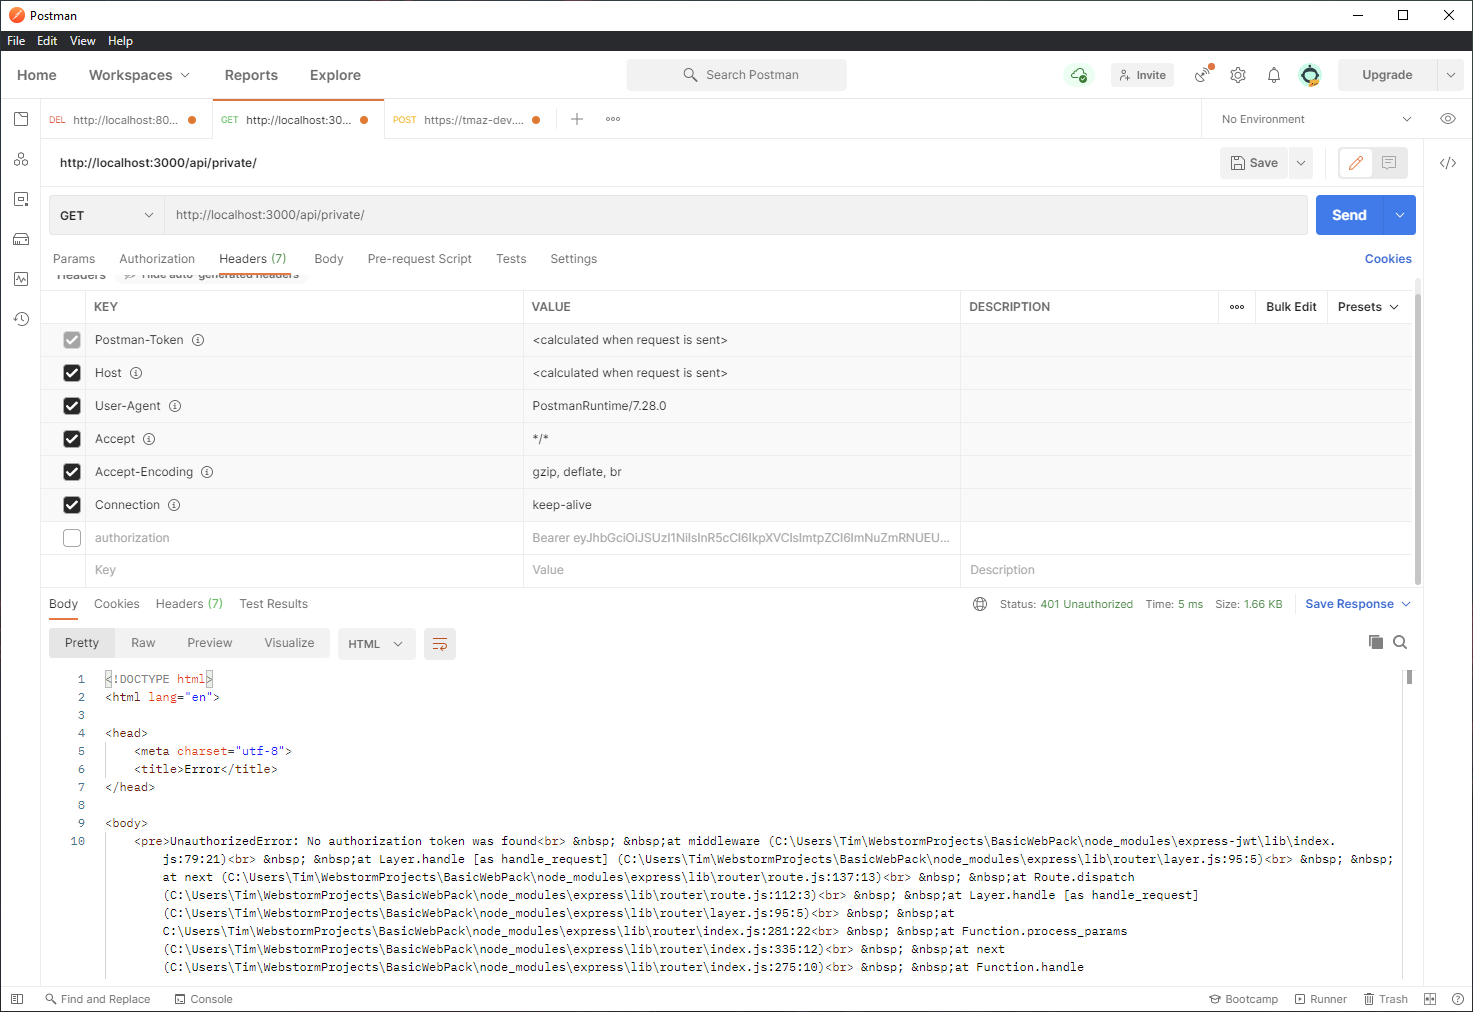 Postman
File Edit View Help
Home Workspaces Reports Explore Search Postman Invite Upgrade
DEL http://localhost:80... GET http://localhost:30... POST https://tmaz-dev.... No Environment
http://localhost:3000/api/private/ Save
GET http://localhost:3000/api/private/ Send
Params Authorization Headers (7) Body Pre-request Script Tests Settings Cookies
Headers Hide auto-generated headers
KEY VALUE DESCRIPTION Bulk Edit Presets
Postman-Token <calculated when request is sent>
Host <calculated when request is sent>
User-Agent PostmanRuntime/7.28.0
Accept */*
Accept-Encoding gzip, deflate, br
Connection keep-alive
authorization Bearer eyJhbGciOiJSUzI1NiIsInR5cCI6IkpXVCIsImtpZCI6ImNuZmRNUEU...
Key Value Description
Body Cookies Headers (7) Test Results Status: 401 Unauthorized Time: 5 ms Size: 1.66 KB Save Response
Pretty Raw Preview Visualize HTML
1 <!DOCTYPE html>
2 <html lang="en">
3
4 <head>
5 <meta charset="utf-8">
6 <title>Error</title>
7 </head>
8
9 <body>
10 <pre>UnauthorizedError: No authorization token was found<br> &nbsp; &nbsp;at middleware (C:\Users\Tim\WebstormProjects\BasicWebPack\node_modules\express-jwt\lib\index.
js:79:21)<br> &nbsp; &nbsp;at Layer.handle [as handle_request] (C:\Users\Tim\WebstormProjects\BasicWebPack\node_modules\express\lib\router\layer.js:95:5)<br> &nbsp; &nbsp;
at next (C:\Users\Tim\WebstormProjects\BasicWebPack\node_modules\express\lib\router\route.js:137:13)<br> &nbsp; &nbsp;at Route.dispatch
(C:\Users\Tim\WebstormProjects\BasicWebPack\node_modules\express\lib\router\route.js:112:3)<br> &nbsp; &nbsp;at Layer.handle [as handle_request]
(C:\Users\Tim\WebstormProjects\BasicWebPack\node_modules\express\lib\router\layer.js:95:5)<br> &nbsp; &nbsp;at
C:\Users\Tim\WebstormProjects\BasicWebPack\node_modules\express\lib\router\index.js:281:22<br> &nbsp; &nbsp;at Function.process_params
(C:\Users\Tim\WebstormProjects\BasicWebPack\node_modules\express\lib\router\index.js:335:12)<br> &nbsp; &nbsp;at next
(C:\Users\Tim\WebstormProjects\BasicWebPack\node_modules\express\lib\router\index.js:275:10)<br> &nbsp; &nbsp;at Function.handle
Find and Replace Console Bootcamp Runner Trash